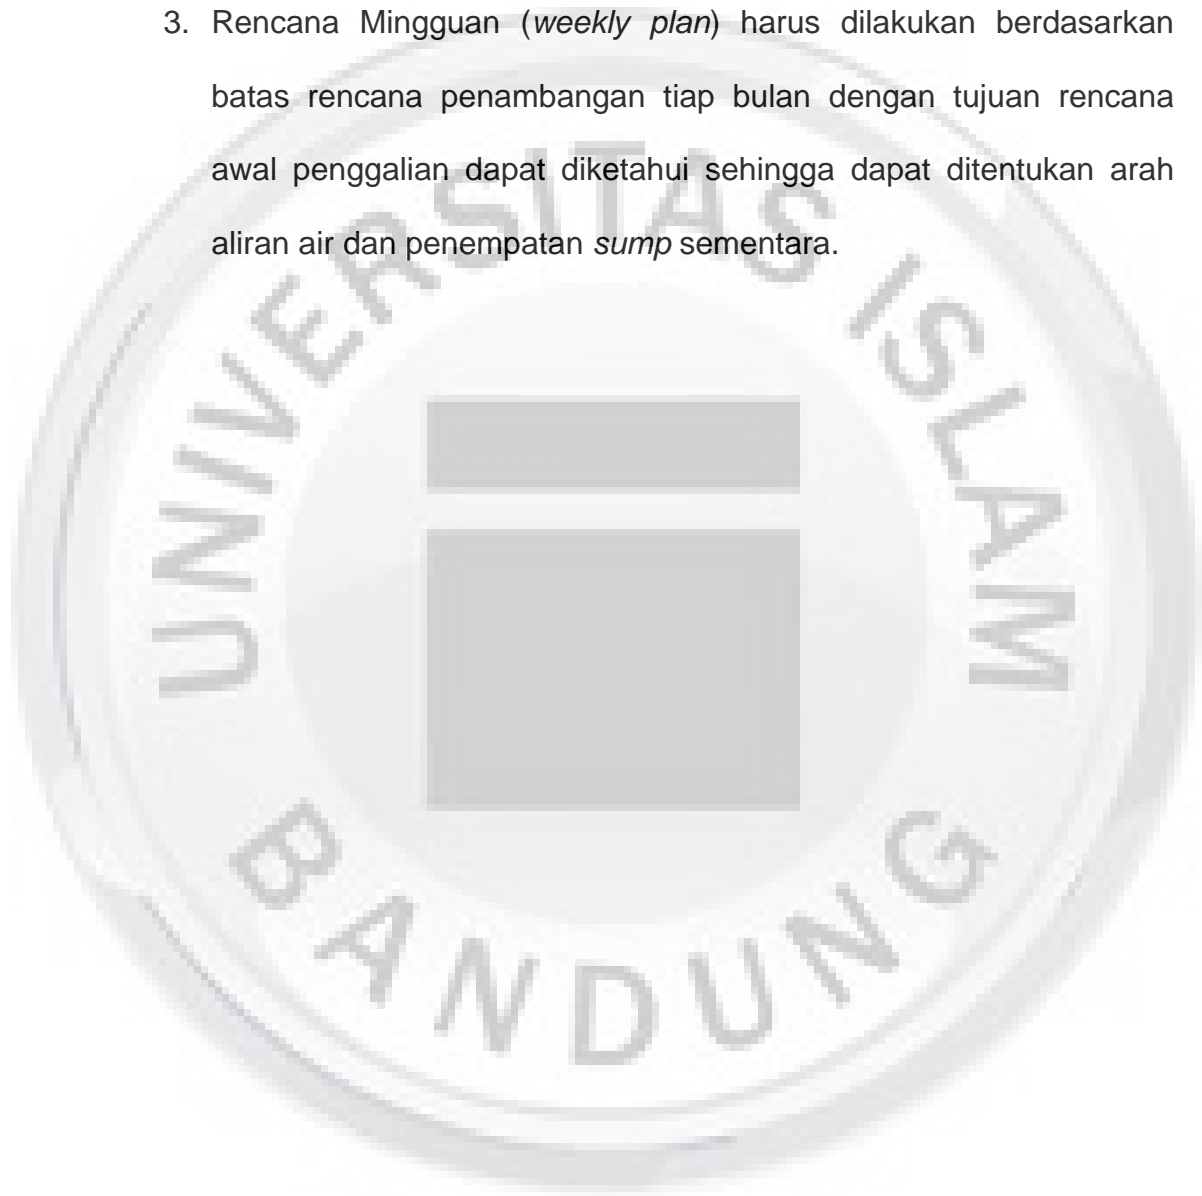 3. Rencana Mingguan (weekly plan) harus dilakukan berdasarkan
batas rencana penambangan tiap bulan dengan tujuan rencana
awal penggalian dapat diketahui sehingga dapat ditentukan arah
aliran air dan penempatan sump sementara.
UNIVERSITAS ISLAM
BANDUNG